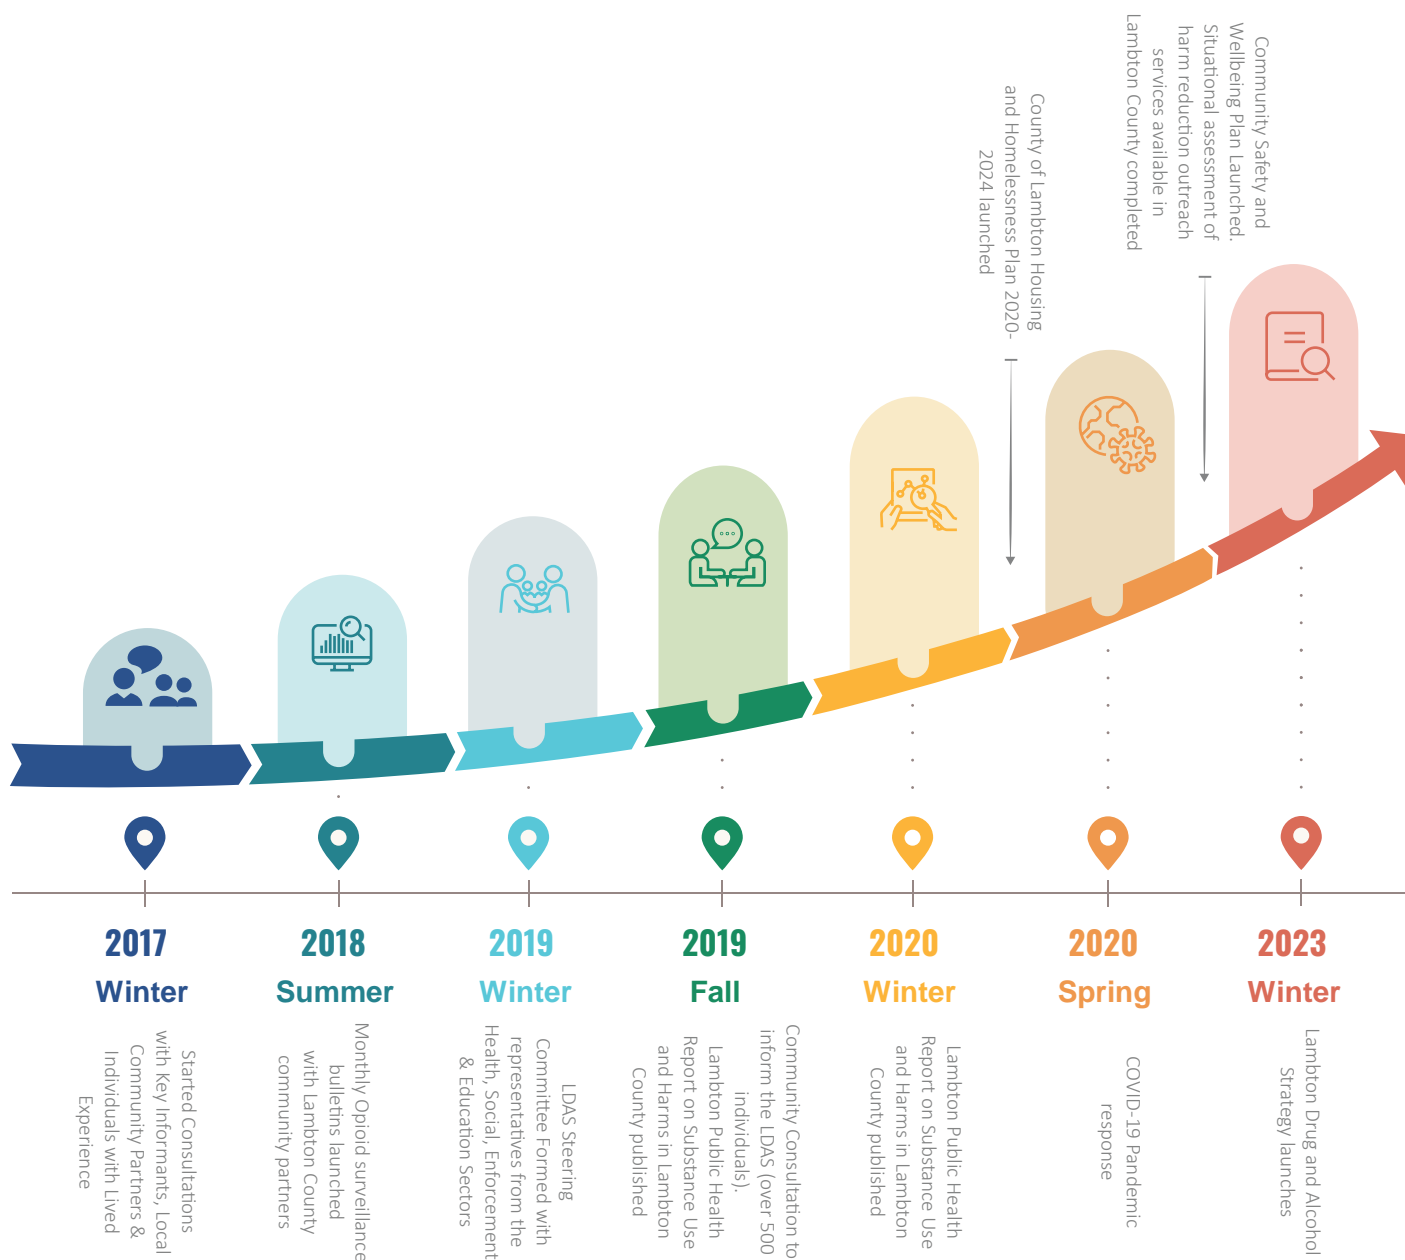 Community Safety and
Wellbeing Plan Launched.
Situational assessment of
harm reduction outreach
services available in
Lambton County completed
County of Lambton Housing
and Homelessness Plan 2020-
2024 launched
2017
Winter
Started Consultations
with Key Informants, Local
Community Partners &
Individuals with Lived
Experience
2018
Summer
Monthly Opioid surveillance
bulletins launched
with Lambton County
community partners
2019
Winter
LDAS Steering
Committee Formed with
representatives from the
Health, Social, Enforcement
& Education Sectors
2019
Fall
Community Consultation to
inform the LDAS (over 500
individuals).
Lambton Public Health
Report on Substance Use
and Harms in Lambton
County published
2020
Winter
Lambton Public Health
Report on Substance Use
and Harms in Lambton
County published
2020
Spring
COVID-19 Pandemic
response
2023
Winter
Lambton Drug and Alcohol
Strategy launches